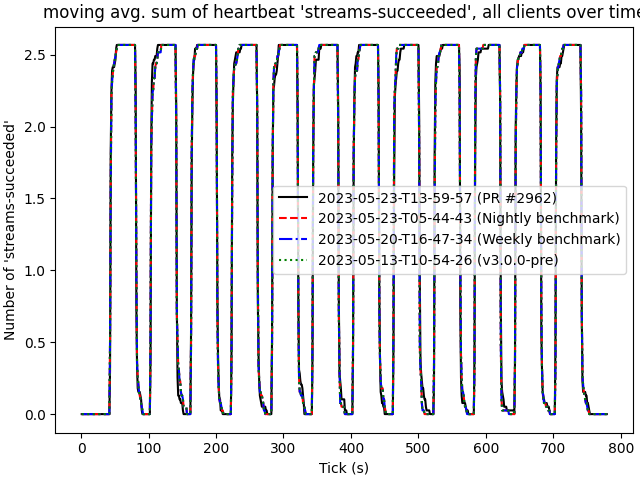 moving avg. sum of heartbeat 'streams-succeeded', all clients over time
Number of 'streams-succeeded'
2.5
2.0
1.5
1.0
0.5
0.0
2023-05-23-T13-59-57 (PR #2962)
2023-05-23-T05-44-43 (Nightly benchmark)
2023-05-20-T16-47-34 (Weekly benchmark)
2023-05-13-T10-54-26 (v3.0.0-pre)
0 100 200 300 400 500 600 700 800
Tick (s)